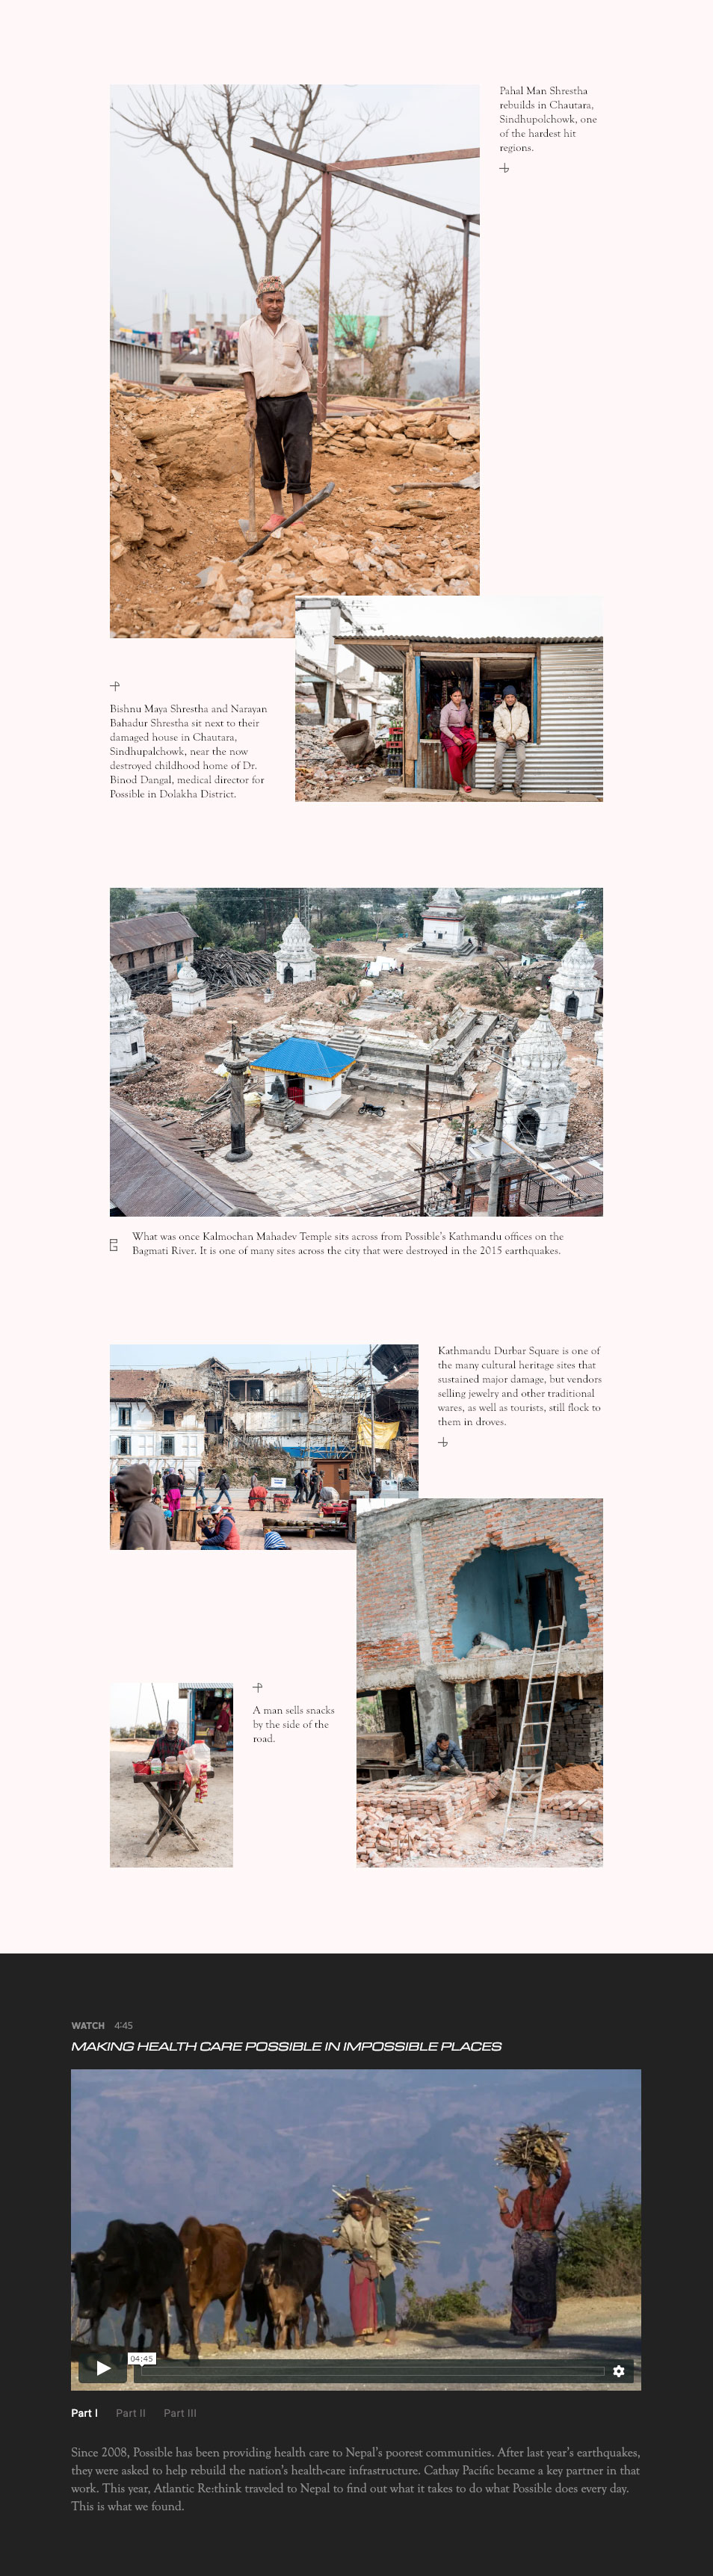 Pahal Man Shrestha
rebuilds in Chautara,
Sindhupolchowk, one
of the hardest hit
regions.
Bishnu Maya Shrestha and Narayan
Bahadur Shrestha sit next to their
damaged house in Chautara,
Sindhupalchowk, near the now
destroyed childhood home of Dr.
Binod Dangal, medical director for
Possible in Dolakha District.
What was once Kalmochan Mahadev Temple sits across from Possible's Kathmandu offices on the
Bagmati River. It is one of many sites across the city that were destroyed in the 2015 earthquakes.
Kathmandu Durbar Square is one of
the many cultural heritage sites that
sustained major damage, but vendors
selling jewelry and other traditional
wares, as well as tourists, still flock to
them in droves.
A man sells snacks
by the side of the
road.
WATCH 4:45
MAKING HEALTH CARE POSSIBLE IN IMPOSSIBLE PLACES
04:45
Part I Part II Part III
Since 2008, Possible has been providing health care to Nepal's poorest communities. After last year's earthquakes,
they were asked to help rebuild the nation's health-care infrastructure. Cathay Pacific became a key partner in that
work. This year, Atlantic Re:think traveled to Nepal to find out what it takes to do what Possible does every day.
This is what we found.